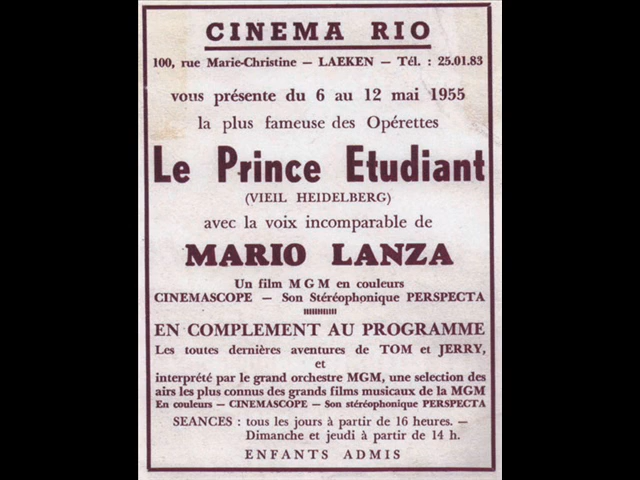 CINEMA RIO
100, rue Marie-Christine — LAEKEN — Tél. : 25.01.83
vous présente du 6 au 12 mai 1955
la plus fameuse des Opérettes
Le Prince Etudiant
(VIEIL HEIDELBERG)
avec la voix incomparable de
MARIO LANZA
Un film MGM en couleurs
CINEMASCOPE — Son Stéréophonique PERSPECTA
EN COMPLEMENT AU PROGRAMME
Les toutes dernières aventures de TOM et JERRY,
et
interprété par le grand orchestre MGM, une selection des
airs les plus connus des grands films musicaux de la MGM
En couleurs — CINEMASCOPE — Son stéréophonique PERSPECTA
SEANCES : tous les jours à partir de 16 heures. —
Dimanche et jeudi à partir de 14 h.
ENFANTS ADMIS